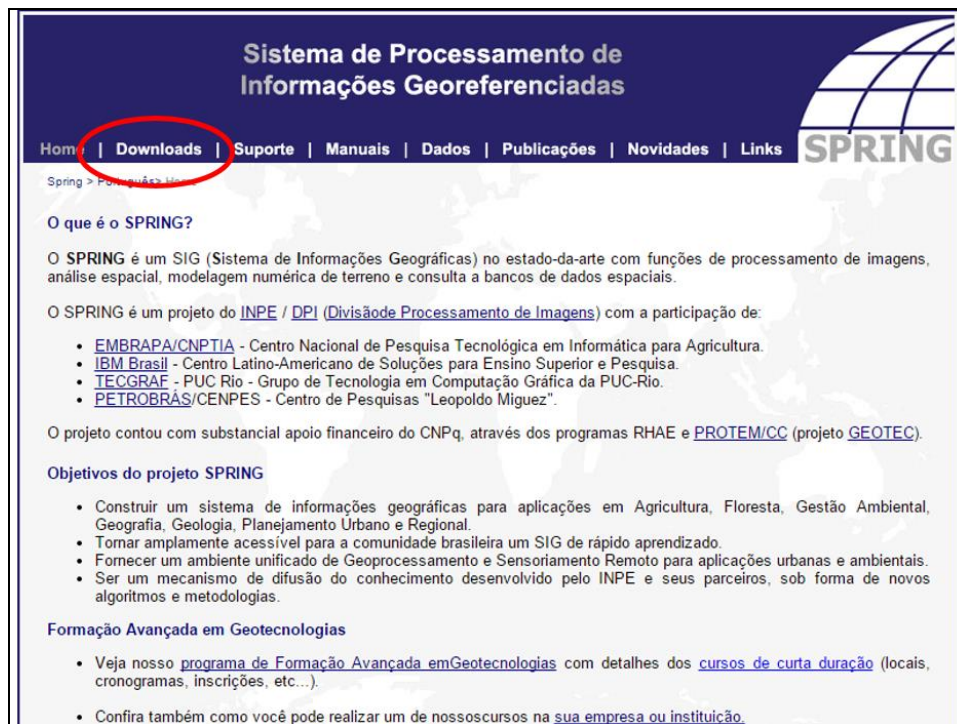 Sistema de Processamento de
Informações Georeferenciadas
Home | Downloads | Suporte | Manuais | Dados | Publicações | Novidades | Links
SPRING
Spring > Português> Home
O que é o SPRING?
O SPRING é um SIG (Sistema de Informações Geográficas) no estado-da-arte com funções de processamento de imagens,
análise espacial, modelagem numérica de terreno e consulta a bancos de dados espaciais.
O SPRING é um projeto do INPE / DPI (Divisãode Processamento de Imagens) com a participação de:
• EMBRAPA/CNPTIA - Centro Nacional de Pesquisa Tecnológica em Informática para Agricultura.
• IBM Brasil - Centro Latino-Americano de Soluções para Ensino Superior e Pesquisa.
• TECGRAF - PUC Rio - Grupo de Tecnologia em Computação Gráfica da PUC-Rio.
• PETROBRÁS/CENPES - Centro de Pesquisas "Leopoldo Miguez".
O projeto contou com substancial apoio financeiro do CNPq, através dos programas RHAE e PROTEM/CC (projeto GEOTEC).
Objetivos do projeto SPRING
• Construir um sistema de informações geográficas para aplicações em Agricultura, Floresta, Gestão Ambiental,
Geografia, Geologia, Planejamento Urbano e Regional.
• Tornar amplamente acessível para a comunidade brasileira um SIG de rápido aprendizado.
• Fornecer um ambiente unificado de Geoprocessamento e Sensoriamento Remoto para aplicações urbanas e ambientais.
• Ser um mecanismo de difusão do conhecimento desenvolvido pelo INPE e seus parceiros, sob forma de novos
algoritmos e metodologias.
Formação Avançada em Geotecnologias
• Veja nosso programa de Formação Avançada emGeotecnologias com detalhes dos cursos de curta duração (locais,
cronogramas, inscrições, etc...).
• Confira também como você pode realizar um de nossoscursos na sua empresa ou instituição.